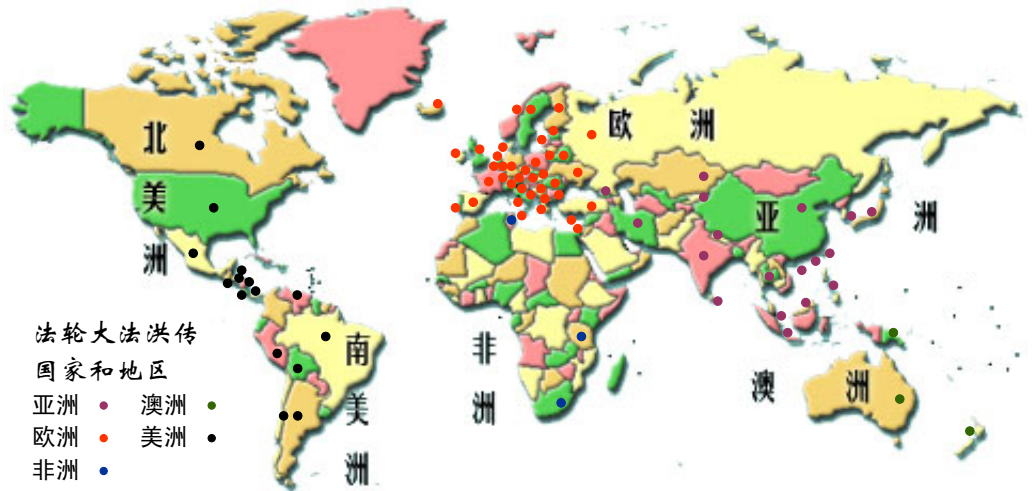 北美洲
欧洲
亚洲
南美洲
非洲
澳洲
法轮大法洪传
国家和地区
亚洲 澳洲
欧洲 美洲
非洲